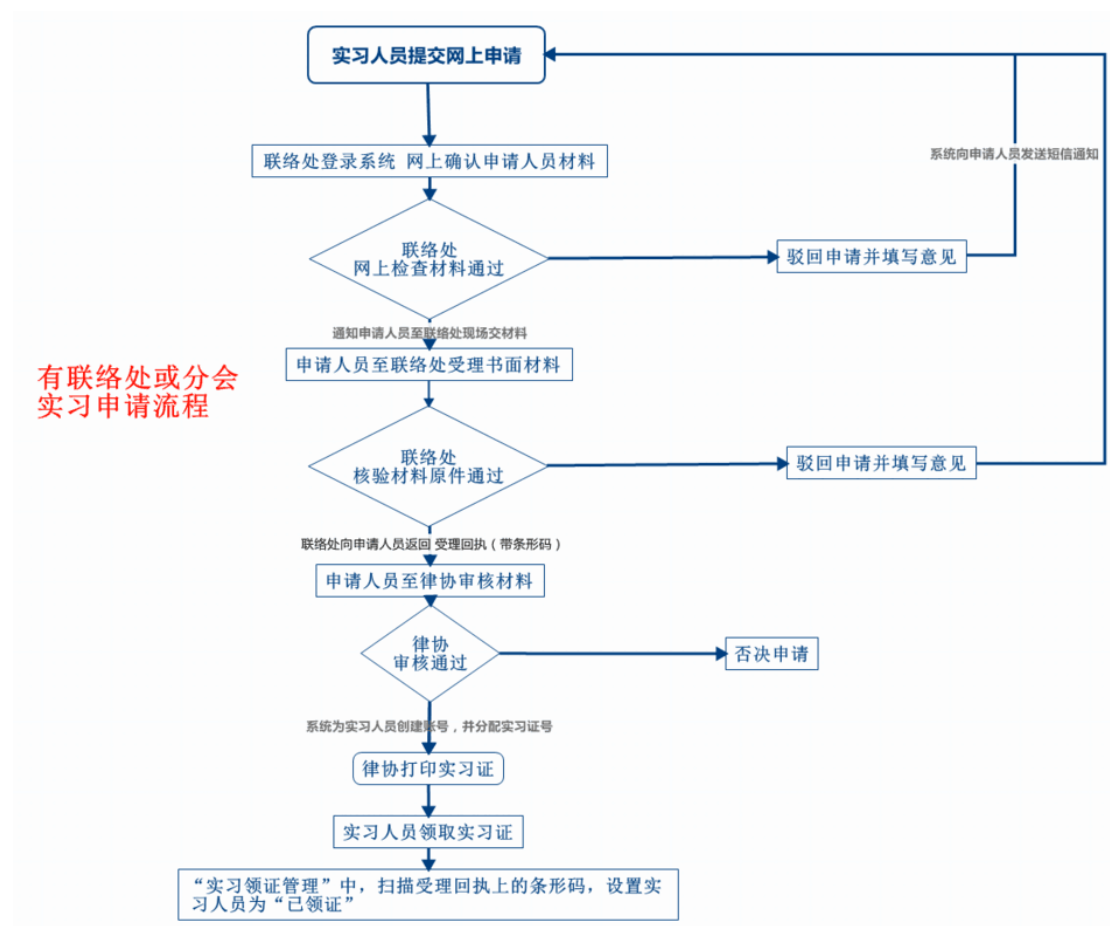 实习人员提交网上申请
联络处登录系统 网上确认申请人员材料
系统向申请人员发送短信通知
联络处
网上检查材料通过
驳回申请并填写意见
通知申请人员至联络处现场交材料
申请人员至联络处受理书面材料
有联络处或分会
实习申请流程
联络处
核验材料原件通过
驳回申请并填写意见
联络处向申请人员返回 受理回执（带条形码）
申请人员至律协审核材料
律协
审核通过
否决申请
系统为实习人员创建账号，并分配实习证号
律协打印实习证
实习人员领取实习证
“实习领证管理”中，扫描受理回执上的条形码，设置实
习人员为“已领证”